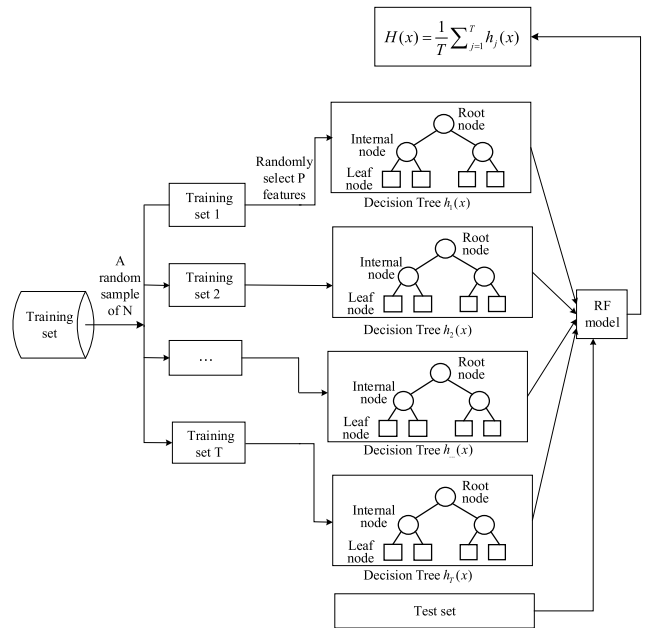 H(x) = 1/T ∑_{j=1}^{T} h_j(x)
Root
node
Internal
node
Leaf
node
Decision Tree h_1(x)
Randomly
select P
features
Training
set 1
Root
node
Internal
node
Leaf
node
Decision Tree h_2(x)
A
random
sample
of N
Training
set 2
Training
set
RF
model
...
Root
node
Internal
node
Leaf
node
Decision Tree h_...(x)
Training
set T
Root
node
Internal
node
Leaf
node
Decision Tree h_T(x)
Test set